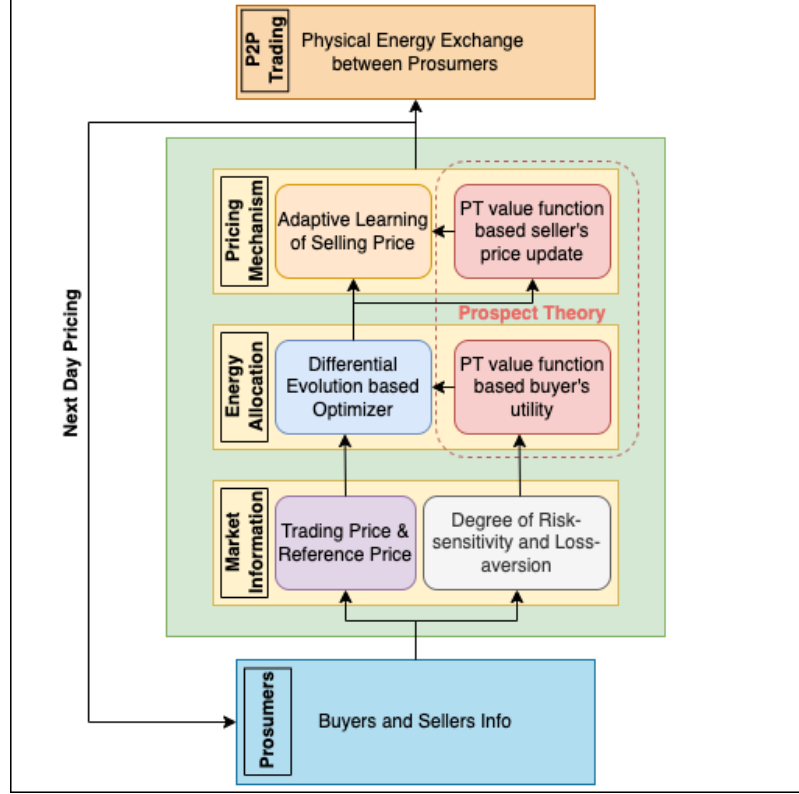 P2P
Trading
Physical Energy Exchange
between Prosumers
Pricing
Mechanism
Adaptive Learning
of Selling Price
PT value function
based seller's
price update
Prospect Theory
Next Day Pricing
Energy
Allocation
Differential
Evolution based
Optimizer
PT value function
based buyer's
utility
Market
Information
Trading Price &
Reference Price
Degree of Risk-
sensitivity and Loss-
aversion
Prosumers
Buyers and Sellers Info